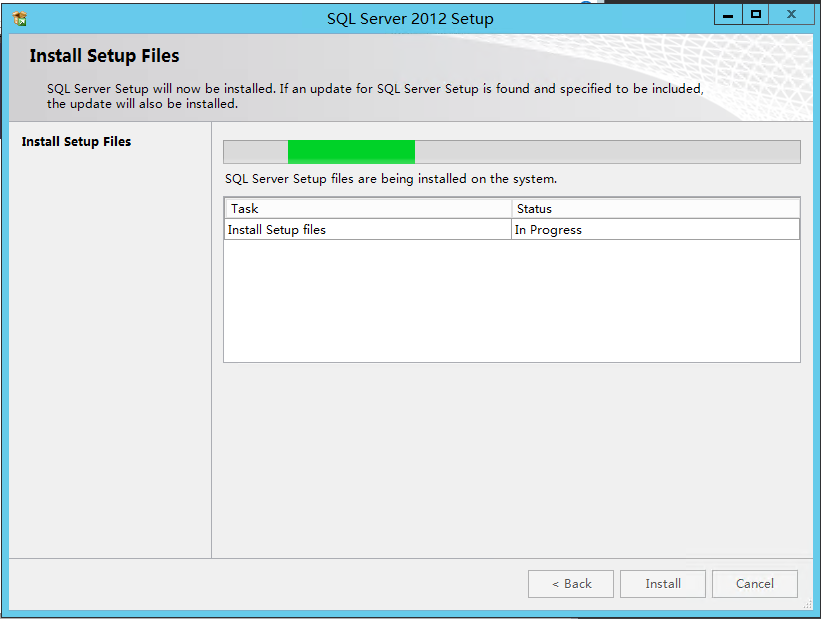 SQL Server 2012 Setup
Install Setup Files
SQL Server Setup will now be installed. If an update for SQL Server Setup is found and specified to be included,
the update will also be installed.
Install Setup Files
SQL Server Setup files are being installed on the system.
Task Status
Install Setup files In Progress
< Back Install Cancel